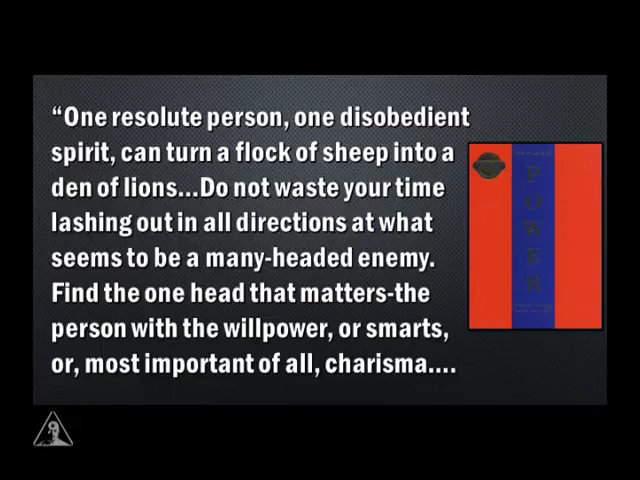 “One resolute person, one disobedient
spirit, can turn a flock of sheep into a
den of lions...Do not waste your time
lashing out in all directions at what
seems to be a many-headed enemy.
Find the one head that matters-the
person with the willpower, or smarts,
or, most important of all, charisma....
POWER